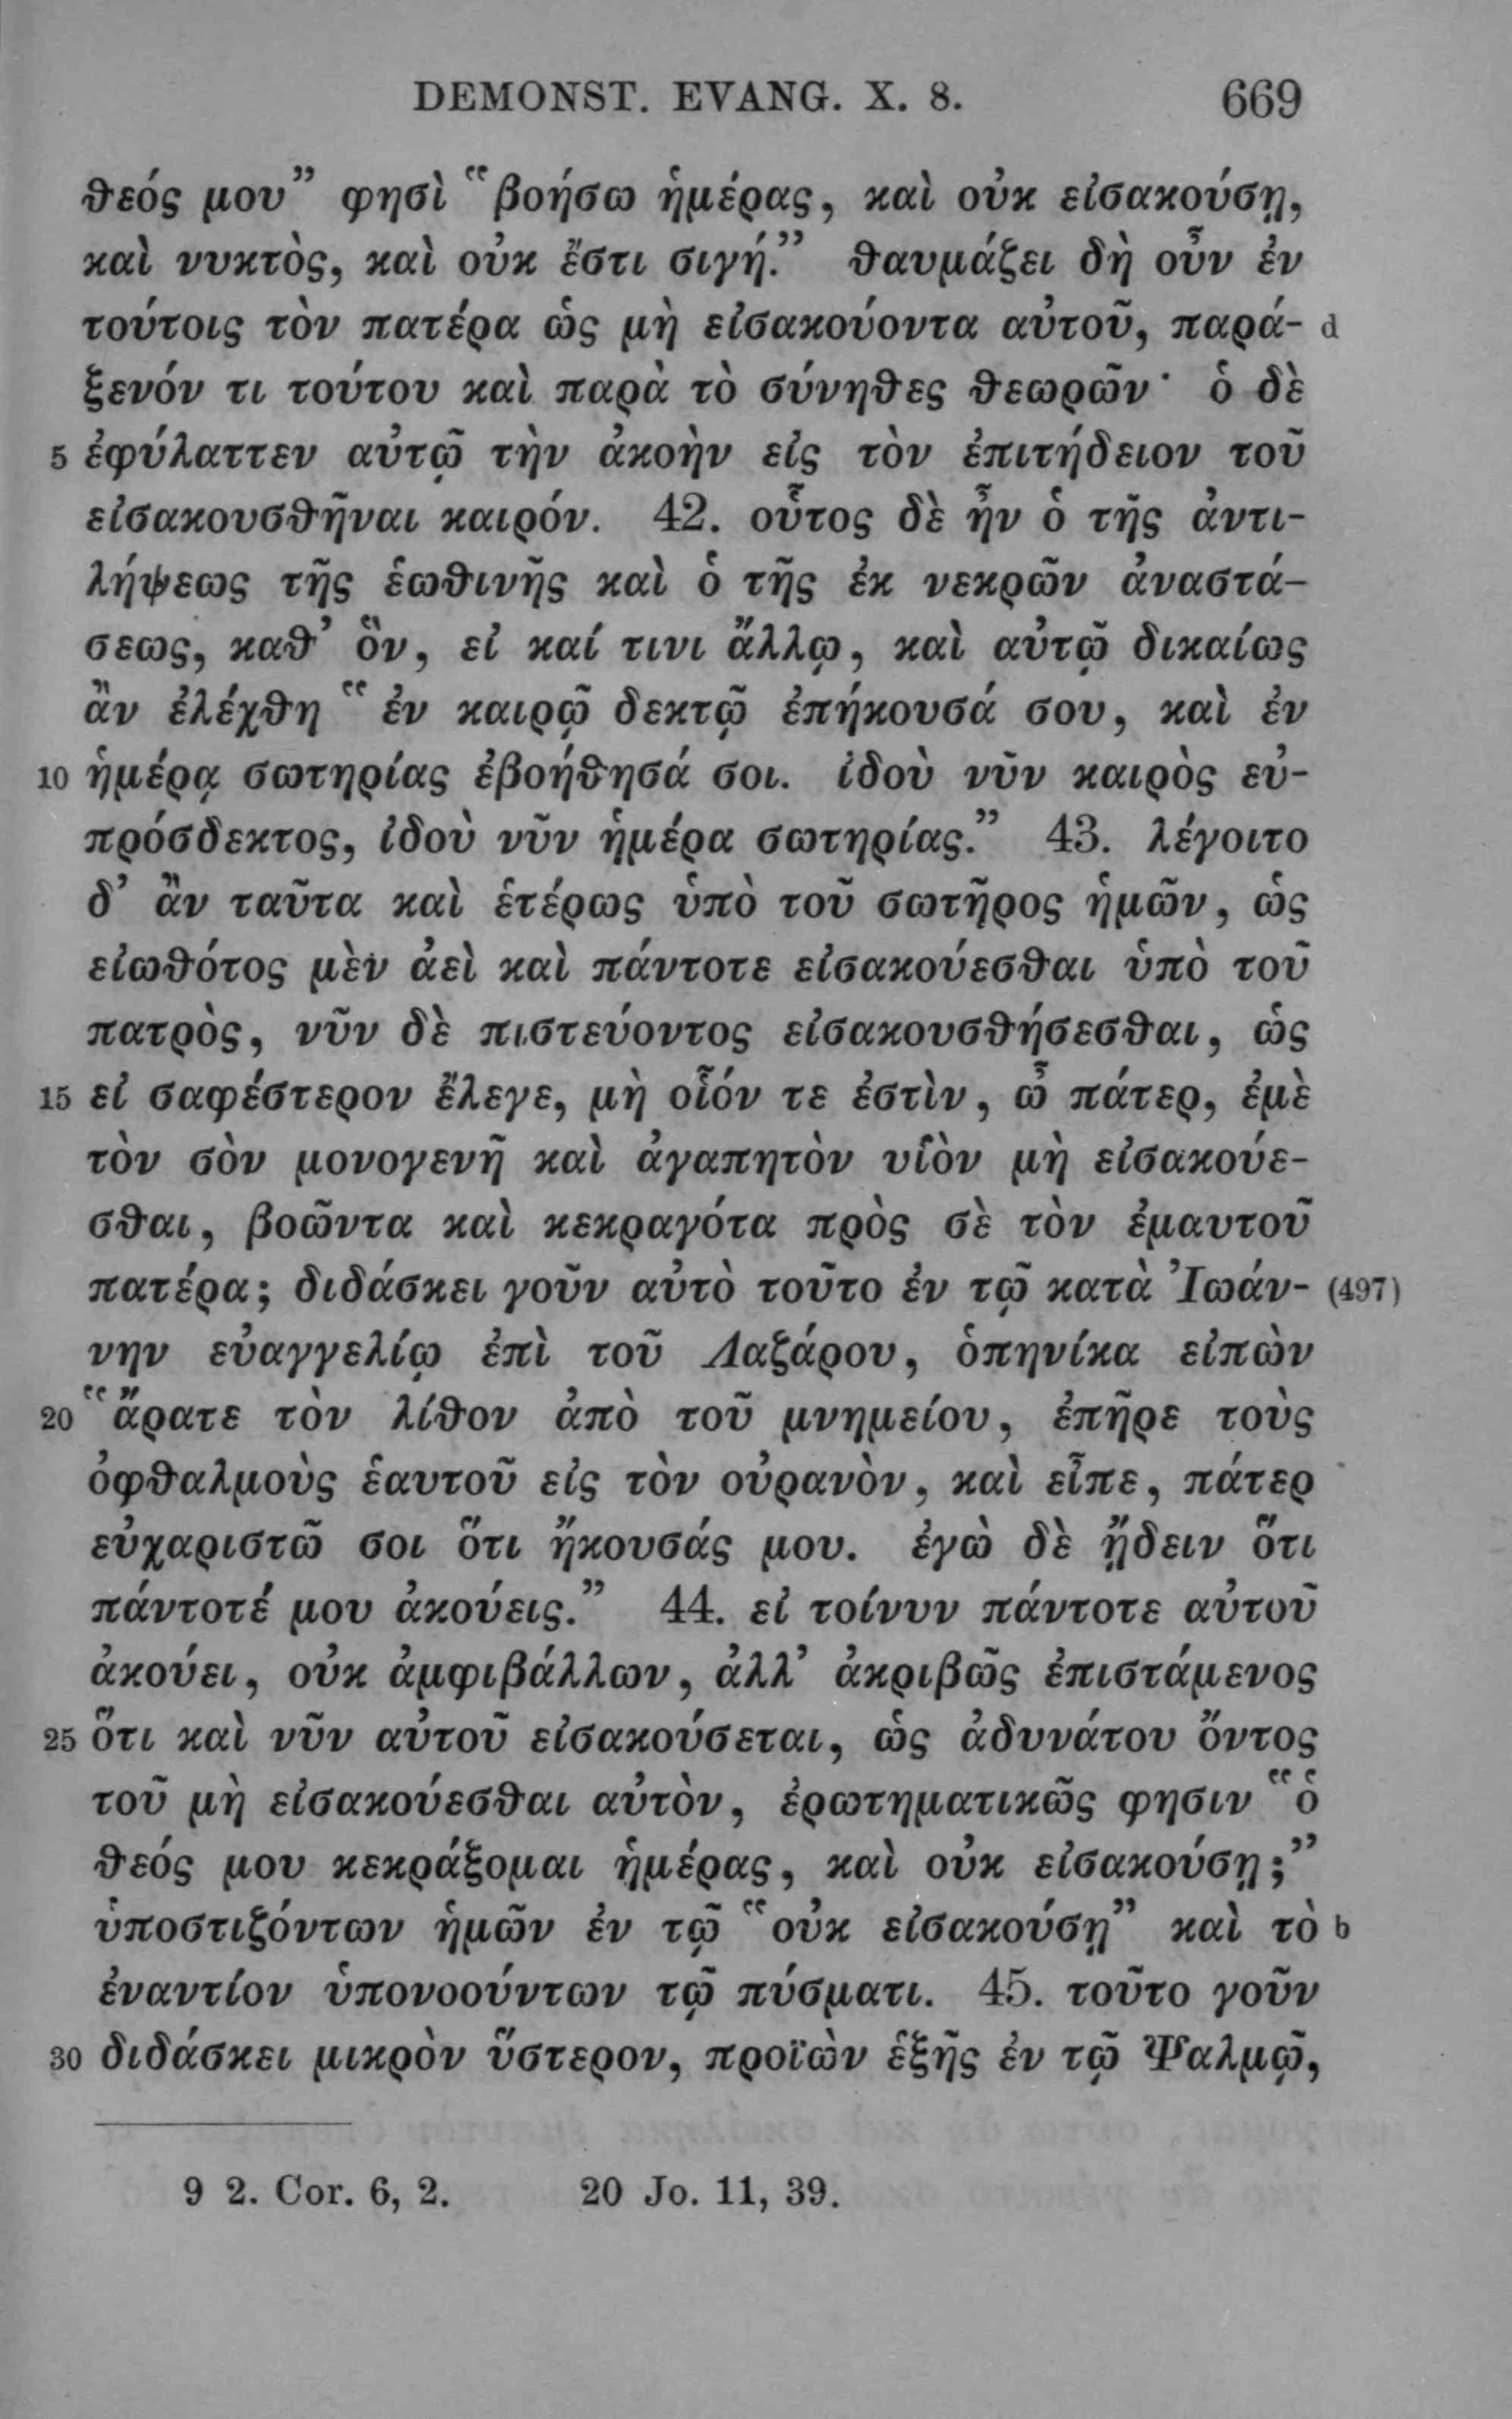 DEMONST. EVANG. X. 8. 669
θεός μου” φησὶ “βοήσω ἡμέρας, καὶ οὐκ εἰσακούσῃ,
καὶ νυκτὸς, καὶ οὐκ ἔστι σιγή.” θαυμάζει δὴ οὖν ἐν
τούτοις τὸν πατέρα ὡς μὴ εἰσακούοντα αὐτοῦ, παρά- d
ξενόν τι τούτου καὶ παρὰ τὸ σύνηθες θεωρῶν· ὁ δὲ
5 ἐφύλαττεν αὐτῷ τὴν ἀκοὴν εἰς τὸν ἐπιτήδειον τοῦ
εἰσακουσθῆναι καιρόν. 42. οὗτος δὲ ἦν ὁ τῆς ἀντι-
λήψεως τῆς ἑωθινῆς καὶ ὁ τῆς ἐκ νεκρῶν ἀναστά-
σεως, καθ’ ὃν, εἰ καί τινι ἄλλῳ, καὶ αὐτῷ δικαίως
ἂν ἐλέχθη “ἐν καιρῷ δεκτῷ ἐπήκουσά σου, καὶ ἐν
10 ἡμέρᾳ σωτηρίας ἐβοήθησά σοι. ἰδοὺ νῦν καιρὸς εὐ-
πρόσδεκτος, ἰδοὺ νῦν ἡμέρα σωτηρίας.” 43. λέγοιτο
δ’ ἂν ταῦτα καὶ ἑτέρως ὑπὸ τοῦ σωτῆρος ἡμῶν, ὡς
εἰωθότος μὲν ἀεὶ καὶ πάντοτε εἰσακούεσθαι ὑπὸ τοῦ
πατρὸς, νῦν δὲ πιστεύοντος εἰσακουσθήσεσθαι, ὡς
15 εἰ σαφέστερον ἔλεγε, μὴ οἷόν τε ἐστὶν, ὦ πάτερ, ἐμὲ
τὸν σὸν μονογενῆ καὶ ἀγαπητὸν υἱὸν μὴ εἰσακούε-
σθαι, βοῶντα καὶ κεκραγότα πρὸς σὲ τὸν ἐμαυτοῦ
πατέρα; διδάσκει γοῦν αὐτὸ τοῦτο ἐν τῷ κατὰ Ἰωάν- (497)
νην εὐαγγελίῳ ἐπὶ τοῦ Λαζάρου, ὁπηνίκα εἰπὼν
20 “ἄρατε τὸν λίθον ἀπὸ τοῦ μνημείου, ἐπῆρε τοὺς
ὀφθαλμοὺς ἑαυτοῦ εἰς τὸν οὐρανὸν, καὶ εἶπε, πάτερ
εὐχαριστῶ σοι ὅτι ἤκουσάς μου. ἐγὼ δὲ ᾔδειν ὅτι
πάντοτέ μου ἀκούεις.” 44. εἰ τοίνυν πάντοτε αὐτοῦ
ἀκούει, οὐκ ἀμφιβάλλων, ἀλλ’ ἀκριβῶς ἐπιστάμενος
25 ὅτι καὶ νῦν αὐτοῦ εἰσακούσεται, ὡς ἀδυνάτου ὄντος
τοῦ μὴ εἰσακούεσθαι αὐτὸν, ἐρωτηματικῶς φησιν “ὁ
θεός μου κεκράξομαι ἡμέρας, καὶ οὐκ εἰσακούσῃ;”
ὑποστιζόντων ἡμῶν ἐν τῷ “οὐκ εἰσακούσῃ” καὶ τὸ b
ἐναντίον ὑπονοούντων τῷ πύσματι. 45. τοῦτο γοῦν
30 διδάσκει μικρὸν ὕστερον, προϊὼν ἑξῆς ἐν τῷ Ψαλμῷ,
9 2. Cor. 6, 2. 20 Jo. 11, 39.